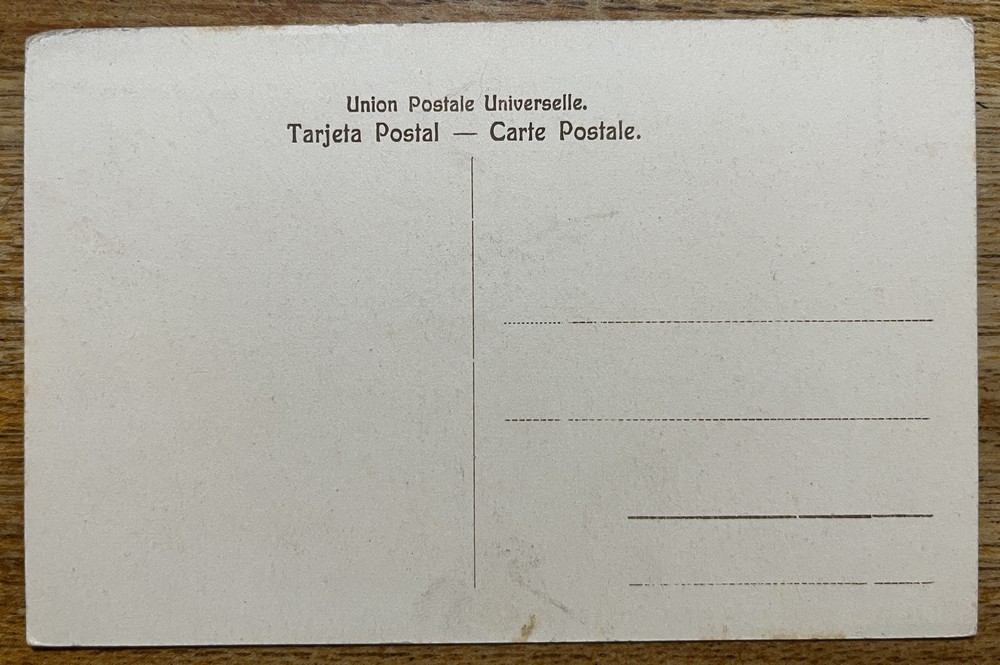 Union Postale Universelle.
Tarjeta Postal — Carte Postale.